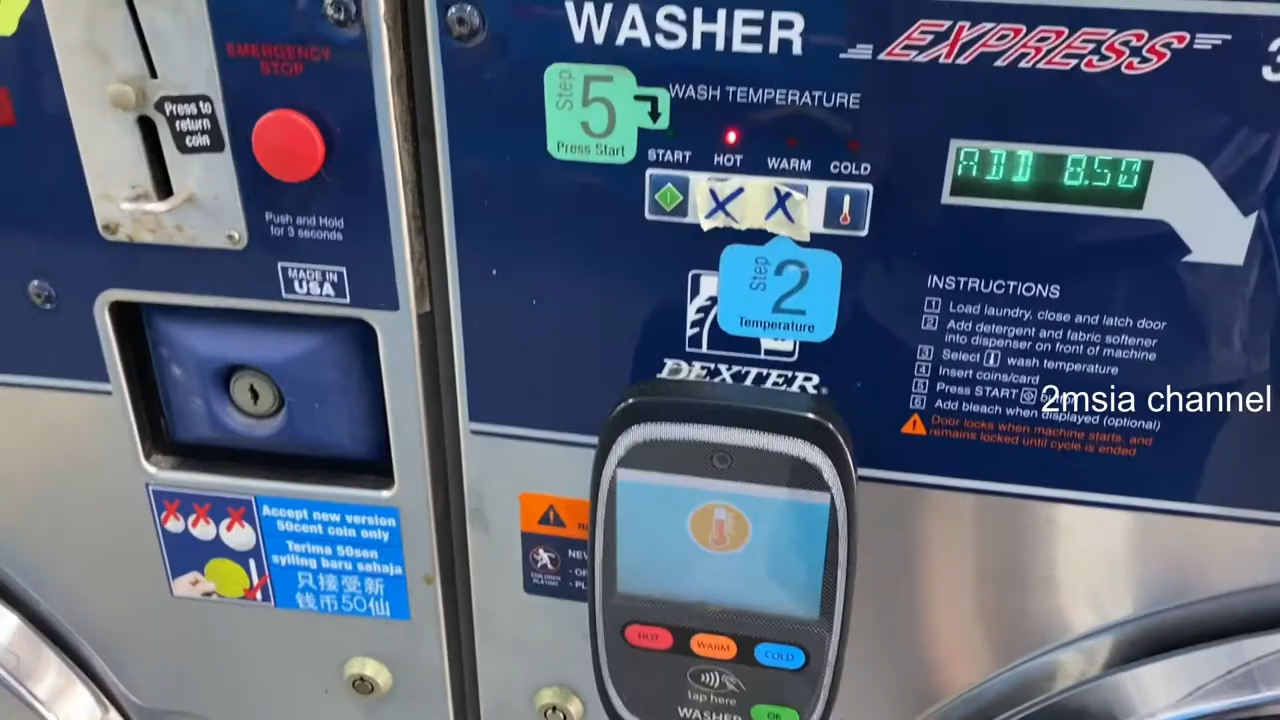 Press to
return
coin
EMERGENCY
STOP
Push and Hold
for 3 seconds
MADE IN
USA
Accept new version
50cent coin only
Terima 50sen
syiling baru sahaja
只接受新
钱币50仙
WASHER
EXPRESS
Step
5
Press Start
WASH TEMPERATURE
START
HOT
WARM
COLD
X X
Step
2
Temperature
DEXTER
ADD 8.50
INSTRUCTIONS
1 Load laundry, close and latch door
2 Add detergent and fabric softener
into dispenser on front of machine
3 Select wash temperature
4 Insert coins/card
5 Press START
6 Add bleach when displayed (optional)
Door locks when machine starts, and
remains locked until cycle is ended
2msia channel
CHILDREN
PLAYING
HOT
WARM
COLD
tap here
WASHER
OK